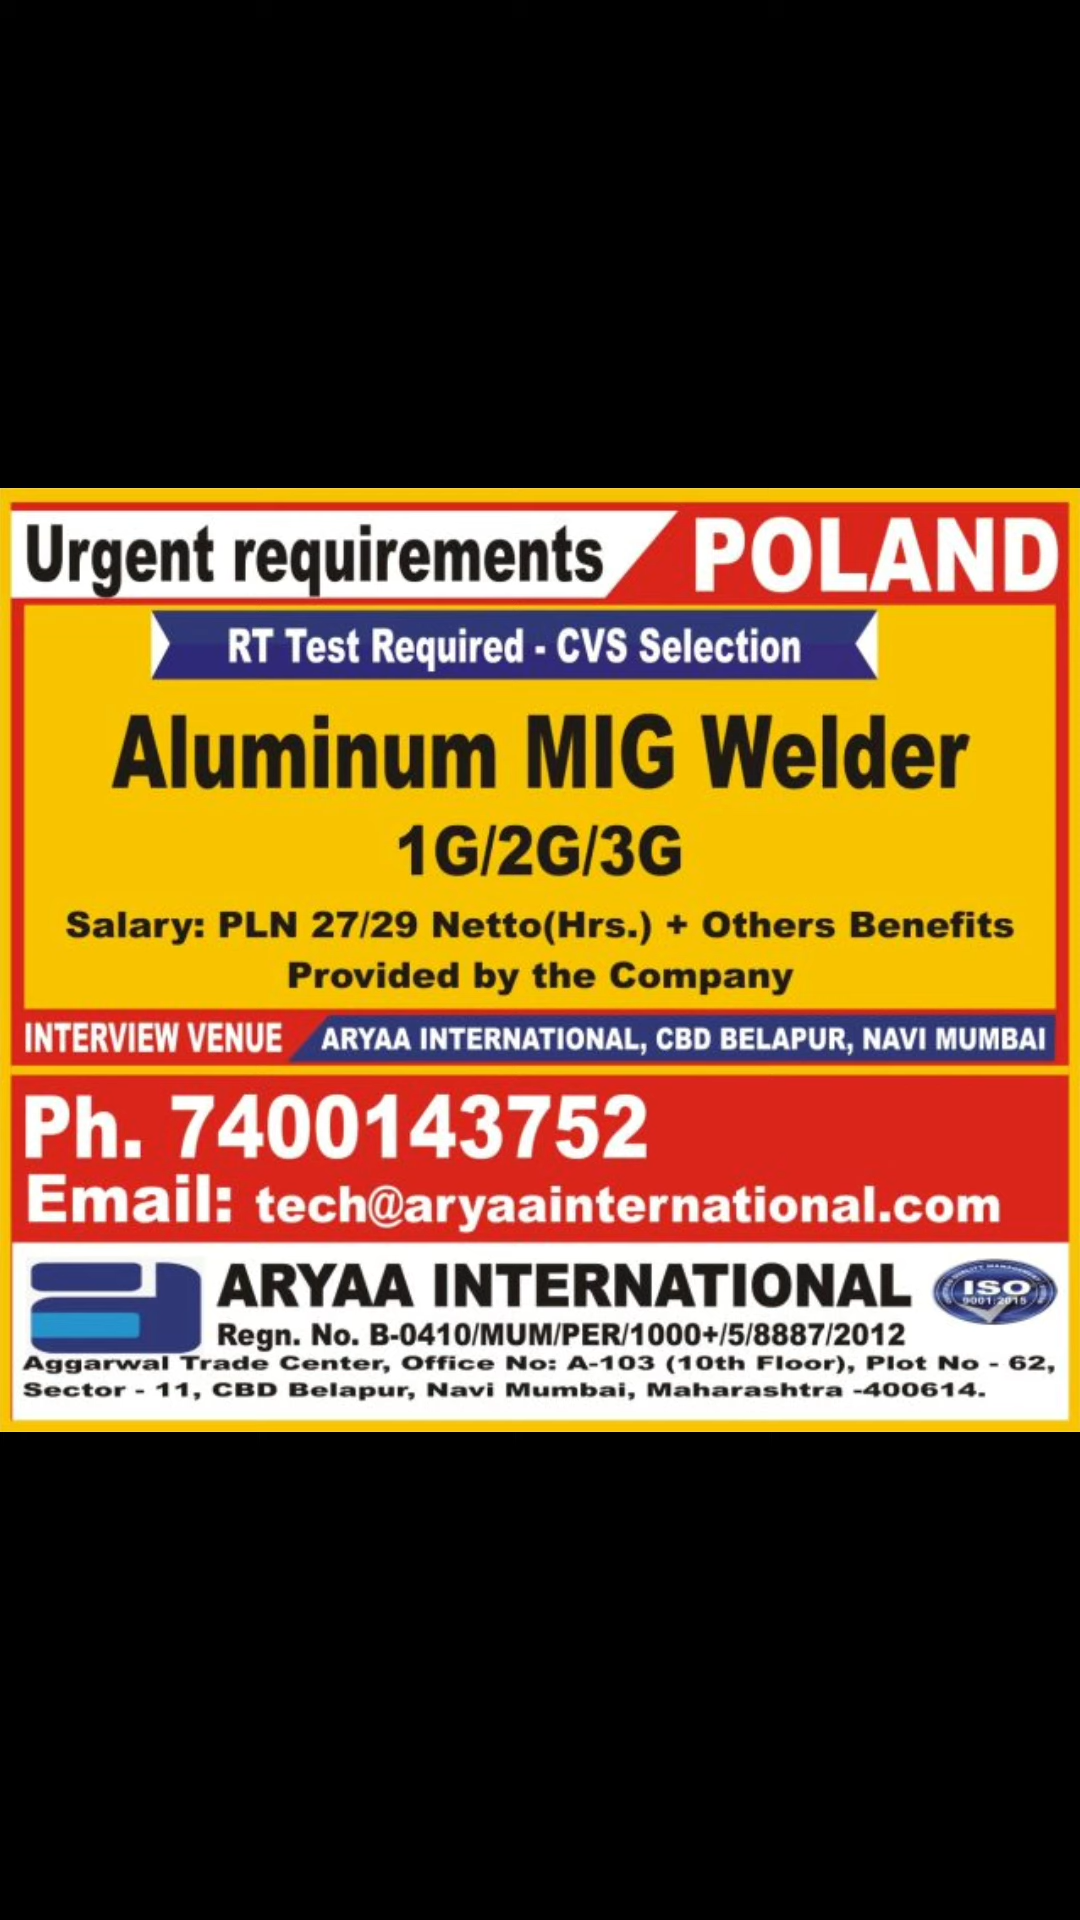 Urgent requirements POLAND
RT Test Required - CVS Selection
Aluminum MIG Welder
1G/2G/3G
Salary: PLN 27/29 Netto(Hrs.) + Others Benefits
Provided by the Company
INTERVIEW VENUE ARYAA INTERNATIONAL, CBD BELAPUR, NAVI MUMBAI
Ph. 7400143752
Email: tech@aryaainternational.com
ARYAA INTERNATIONAL
ISO
9001:2015
Regn. No. B-0410/MUM/PER/1000+/5/8887/2012
Aggarwal Trade Center, Office No: A-103 (10th Floor), Plot No - 62,
Sector - 11, CBD Belapur, Navi Mumbai, Maharashtra -400614.